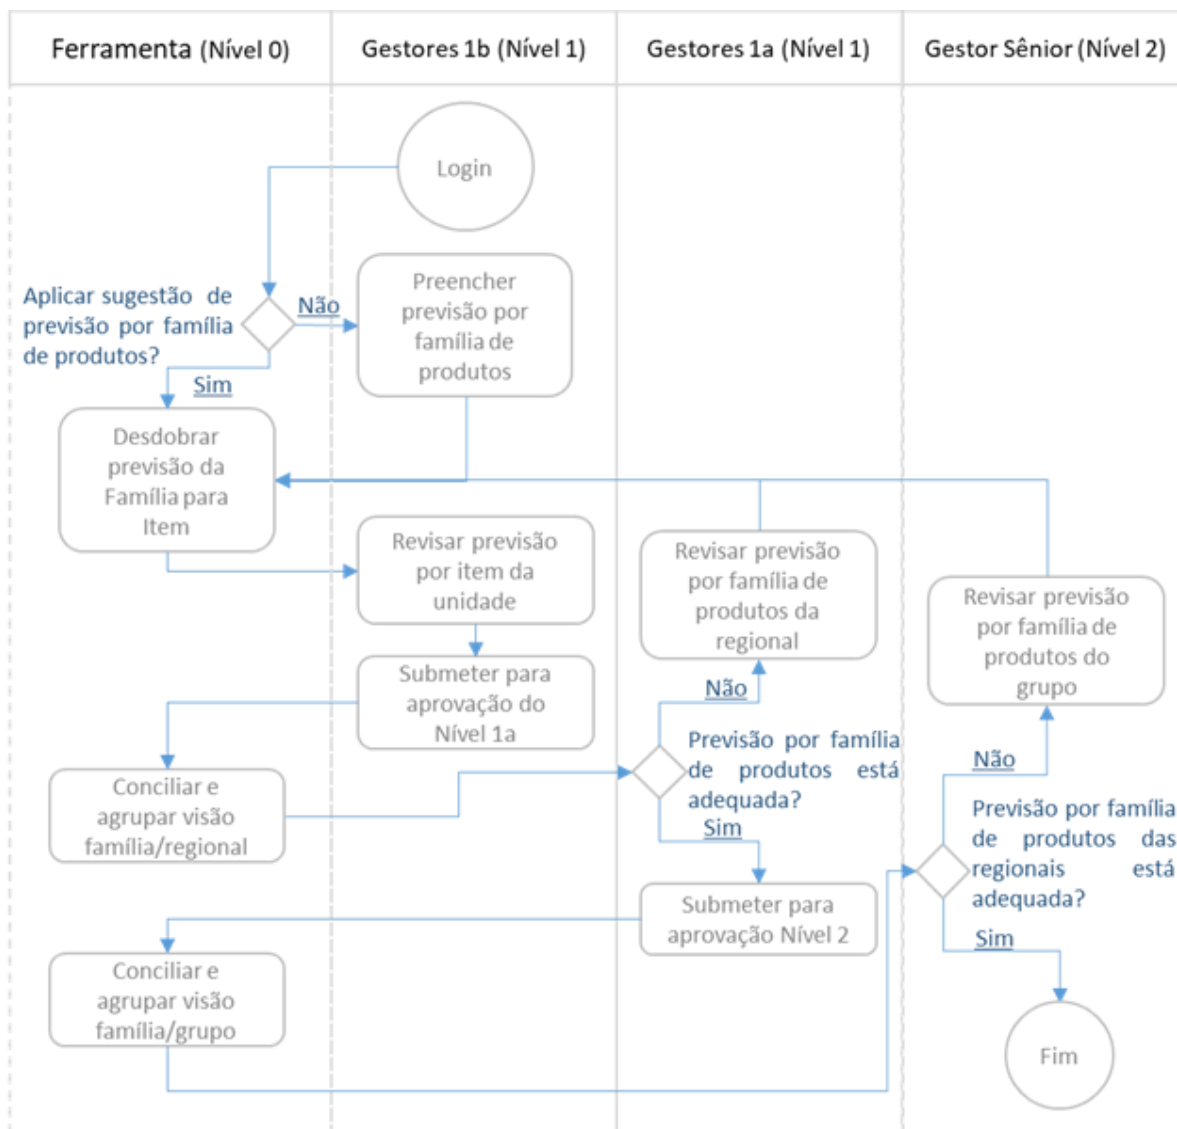 Ferramenta (Nível 0)
Gestores 1b (Nível 1)
Gestores 1a (Nível 1)
Gestor Sênior (Nível 2)
Login
Aplicar sugestão de
previsão por família
de produtos?
Não
Sim
Preencher
previsão por
família de
produtos
Desdobrar
previsão da
Família para
Item
Revisar previsão
por item da
unidade
Submeter para
aprovação do
Nível 1a
Conciliar e
agrupar visão
família/regional
Revisar previsão
por família de
produtos da
regional
Não
Previsão por família
de produtos está
adequada?
Sim
Submeter para
aprovação Nível 2
Conciliar e
agrupar visão
família/grupo
Revisar previsão
por família de
produtos do
grupo
Não
Previsão por família
de produtos das
regionais está
adequada?
Sim
Fim